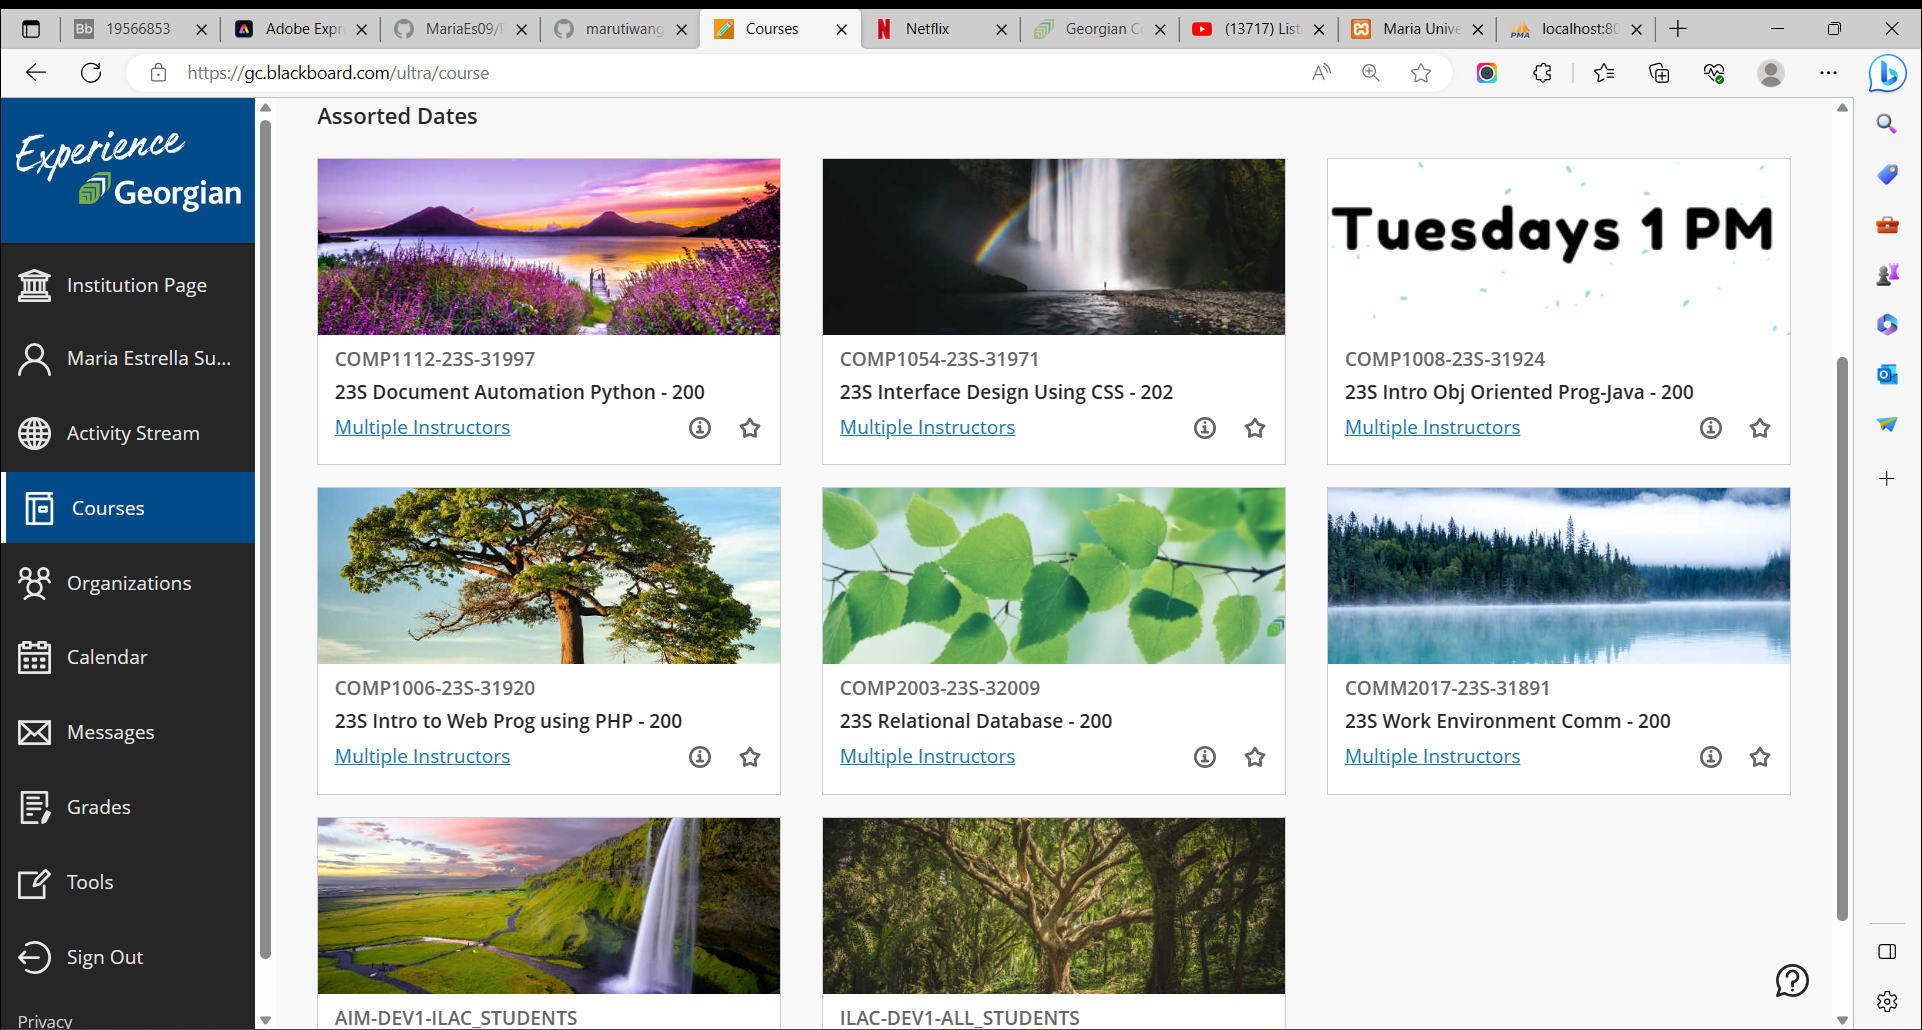 19566853
Adobe Expr
MariaEs09/
marutiwang
Courses
Netflix
Georgian Co
(13717) List
Maria Unive
localhost:80
https://gc.blackboard.com/ultra/course
Experience
Georgian
Institution Page
Maria Estrella Su...
Activity Stream
Courses
Organizations
Calendar
Messages
Grades
Tools
Sign Out
Privacy
Assorted Dates
COMP1112-23S-31997
23S Document Automation Python - 200
Multiple Instructors
COMP1054-23S-31971
23S Interface Design Using CSS - 202
Multiple Instructors
Tuesdays 1 PM
COMP1008-23S-31924
23S Intro Obj Oriented Prog-Java - 200
Multiple Instructors
COMP1006-23S-31920
23S Intro to Web Prog using PHP - 200
Multiple Instructors
COMP2003-23S-32009
23S Relational Database - 200
Multiple Instructors
COMM2017-23S-31891
23S Work Environment Comm - 200
Multiple Instructors
AIM-DEV1-ILAC_STUDENTS
ILAC-DEV1-ALL_STUDENTS